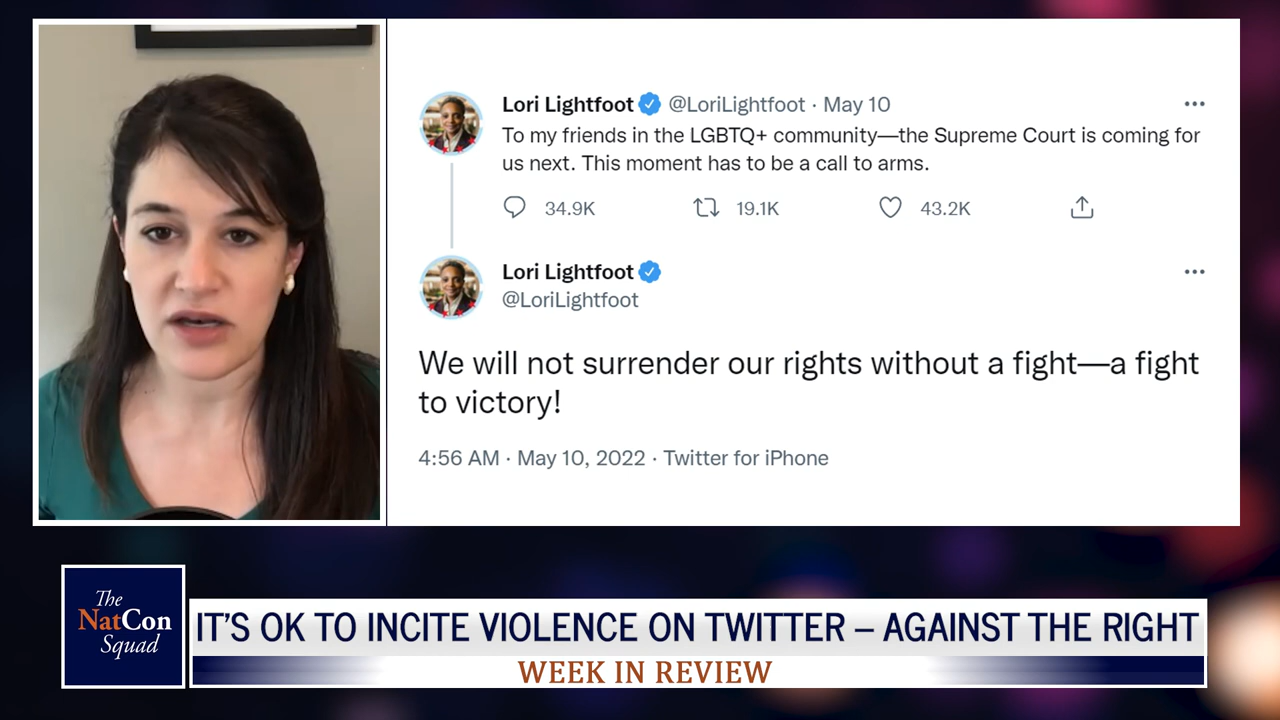 Lori Lightfoot @LoriLightfoot · May 10
To my friends in the LGBTQ+ community—the Supreme Court is coming for
us next. This moment has to be a call to arms.
34.9K 19.1K 43.2K
Lori Lightfoot
@LoriLightfoot
We will not surrender our rights without a fight—a fight
to victory!
4:56 AM · May 10, 2022 · Twitter for iPhone
The
NatCon
Squad
IT'S OK TO INCITE VIOLENCE ON TWITTER – AGAINST THE RIGHT
WEEK IN REVIEW